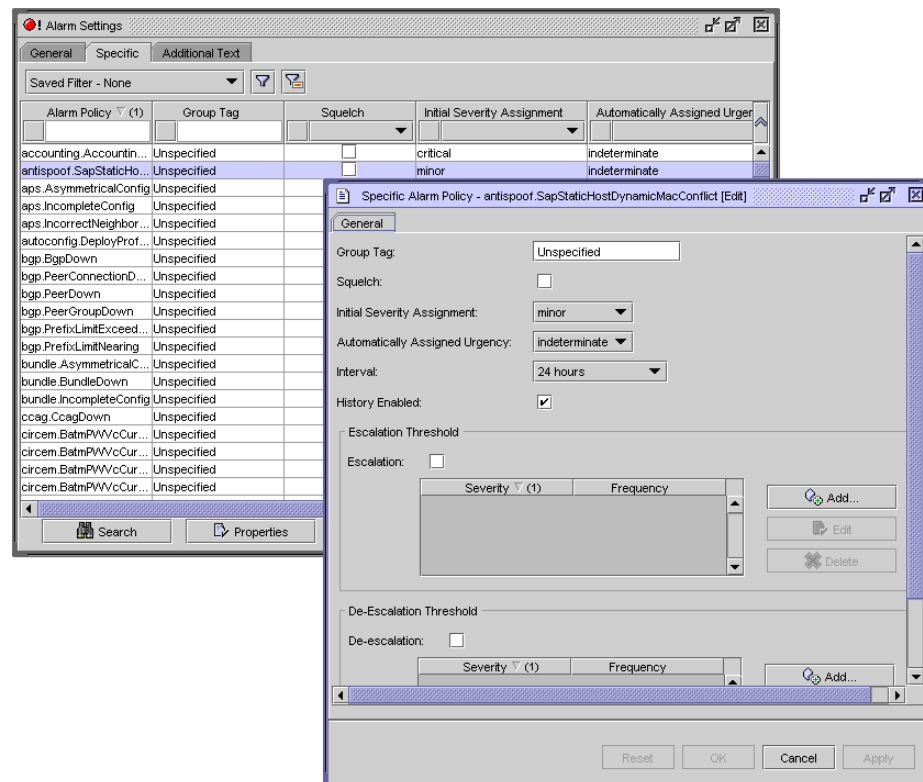 Alarm Settings
General Specific Additional Text
Saved Filter - None
Alarm Policy (1) Group Tag Squelch Initial Severity Assignment Automatically Assigned Urger
accounting.Accountin... Unspecified critical indeterminate
antispoof.SapStaticHo... Unspecified minor indeterminate
aps.AsymmetricalConfig Unspecified
aps.IncompleteConfig Unspecified
aps.IncorrectNeighbor... Unspecified
autoconfig.DeployProf... Unspecified
bgp.BgpDown Unspecified
bgp.PeerConnectionD... Unspecified
bgp.PeerDown Unspecified
bgp.PeerGroupDown Unspecified
bgp.PrefixLimitExceed... Unspecified
bgp.PrefixLimitNearing Unspecified
bundle.AsymmetricalC... Unspecified
bundle.BundleDown Unspecified
bundle.IncompleteConfig Unspecified
ccag.CcagDown Unspecified
circem.BatmPWVcCur... Unspecified
circem.BatmPWVcCur... Unspecified
circem.BatmPWVcCur... Unspecified
circem.BatmPWVcCur... Unspecified
Search Properties
Specific Alarm Policy - antispoof.SapStaticHostDynamicMacConflict [Edit]
General
Group Tag: Unspecified
Squelch:
Initial Severity Assignment: minor
Automatically Assigned Urgency: indeterminate
Interval: 24 hours
History Enabled:
Escalation Threshold
Escalation:
Severity (1) Frequency
Add...
Edit
Delete
De-Escalation Threshold
De-escalation:
Severity (1) Frequency
Add...
Reset OK Cancel Apply